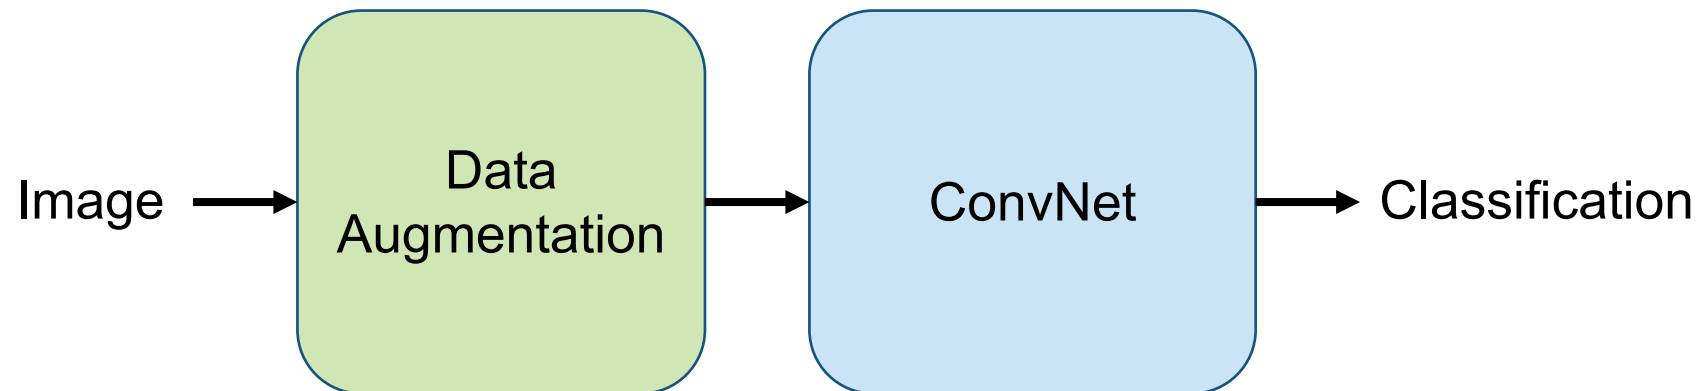 Image
Data
Augmentation
ConvNet
Classification